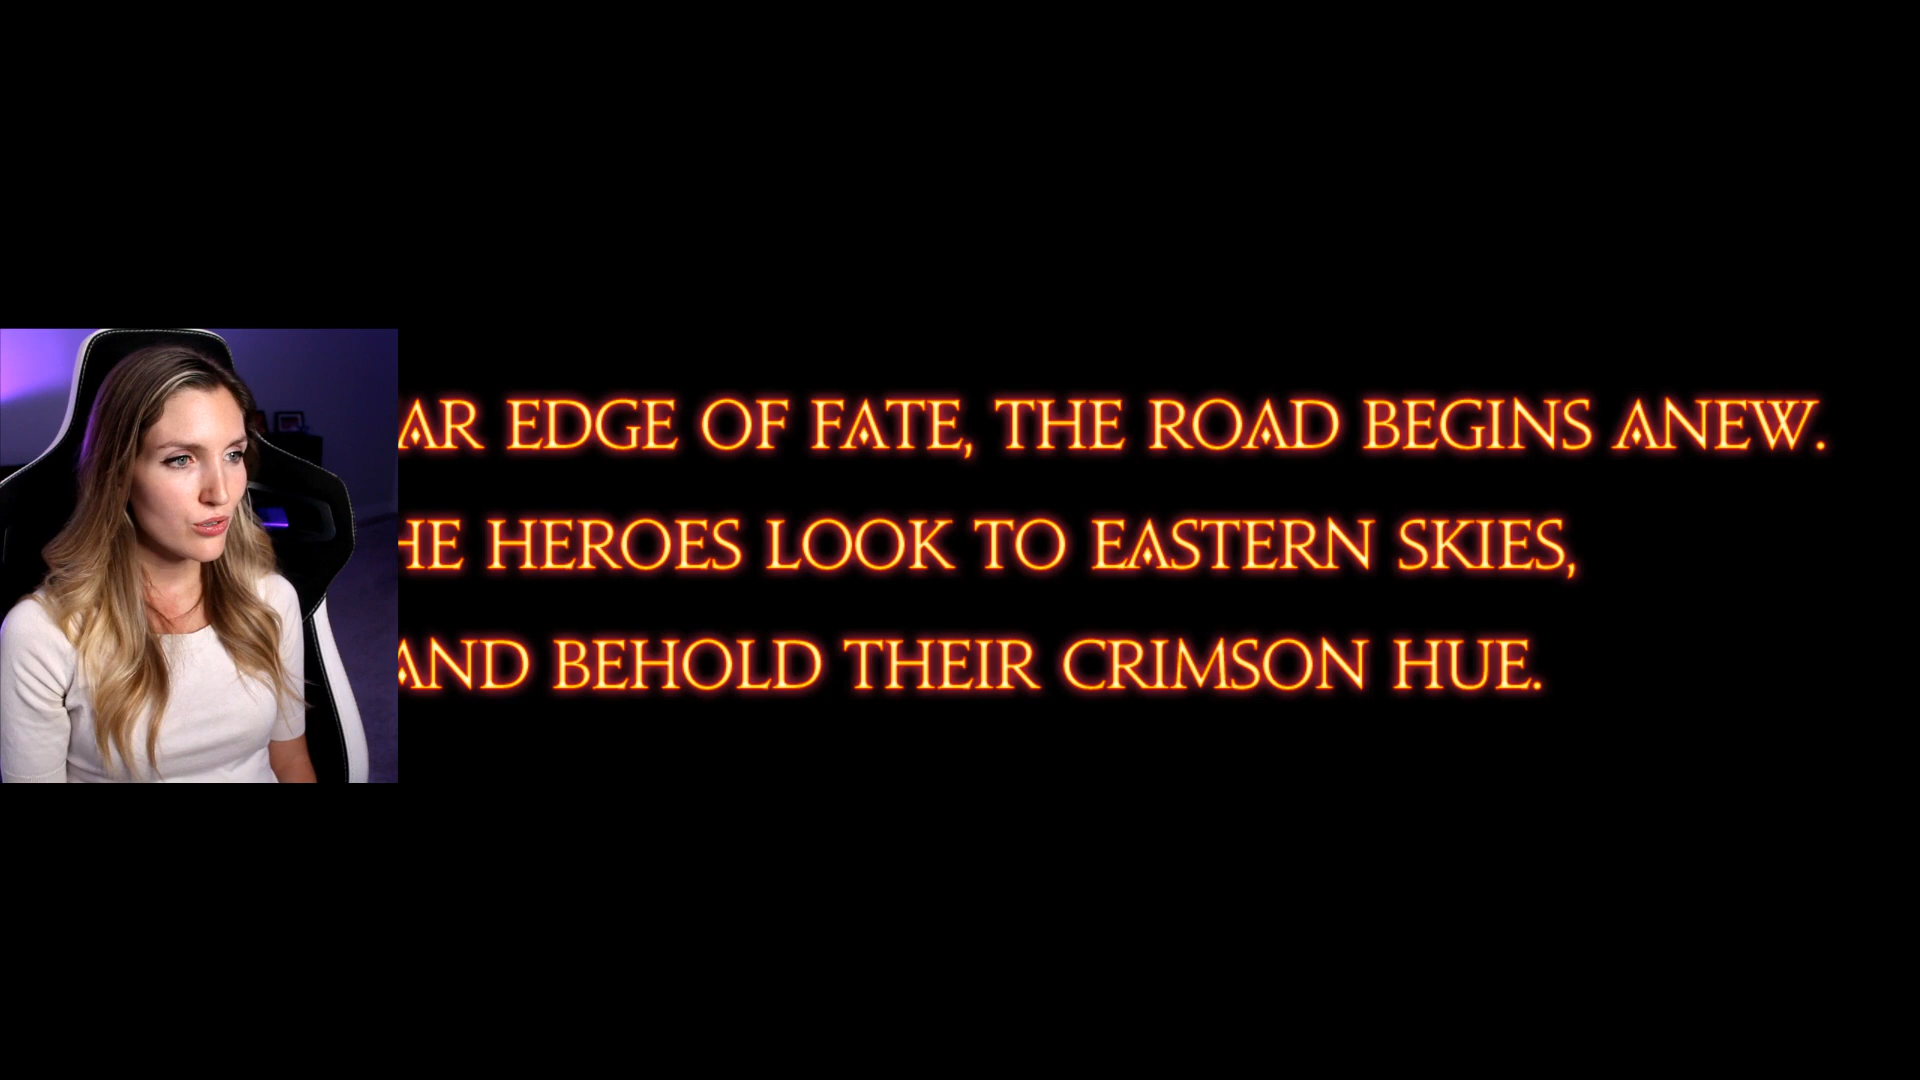 AR EDGE OF FATE, THE ROAD BEGINS ANEW.
HE HEROES LOOK TO EASTERN SKIES,
AND BEHOLD THEIR CRIMSON HUE.